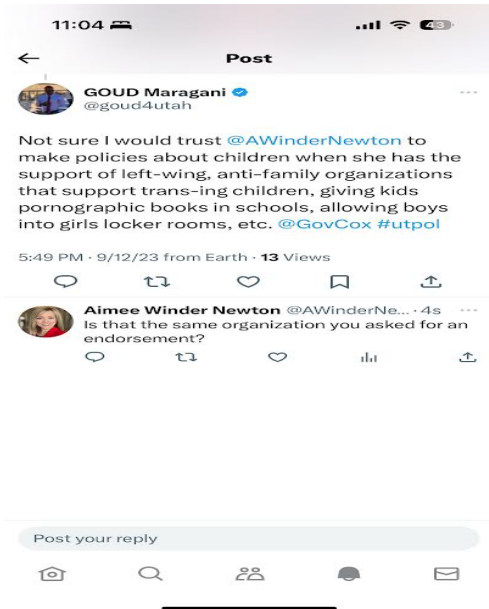 11:04
43
Post
GOUD Maragani
@goud4utah
Not sure I would trust @AWinderNewton to
make policies about children when she has the
support of left-wing, anti-family organizations
that support trans-ing children, giving kids
pornographic books in schools, allowing boys
into girls locker rooms, etc. @GovCox #utpol
5:49 PM · 9/12/23 from Earth · 13 Views
Aimee Winder Newton @AWinderNe... · 4s
Is that the same organization you asked for an
endorsement?
Post your reply